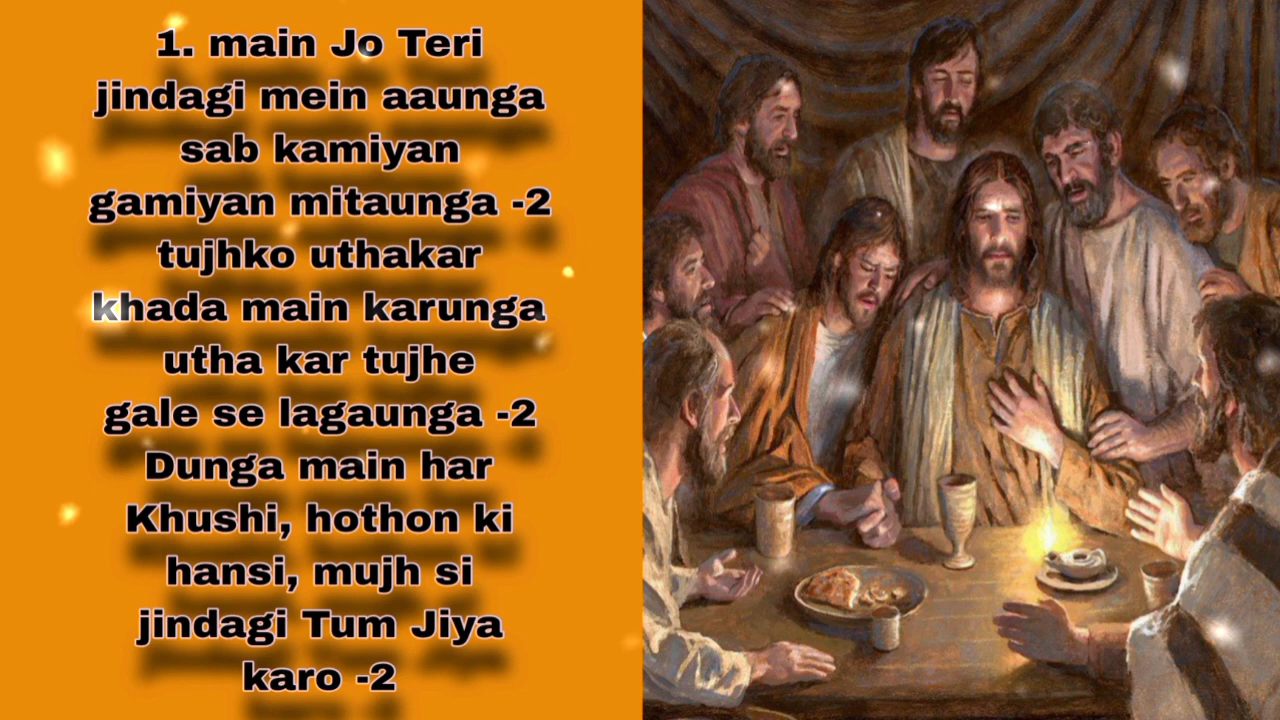 1. main Jo Teri
jindagi mein aaunga
sab kamiyan
gamiyan mitaunga -2
tujhko uthakar
khada main karunga
utha kar tujhe
gale se lagaunga -2
Dunga main har
Khushi, hothon ki
hansi, mujh si
jindagi Tum Jiya
karo -2